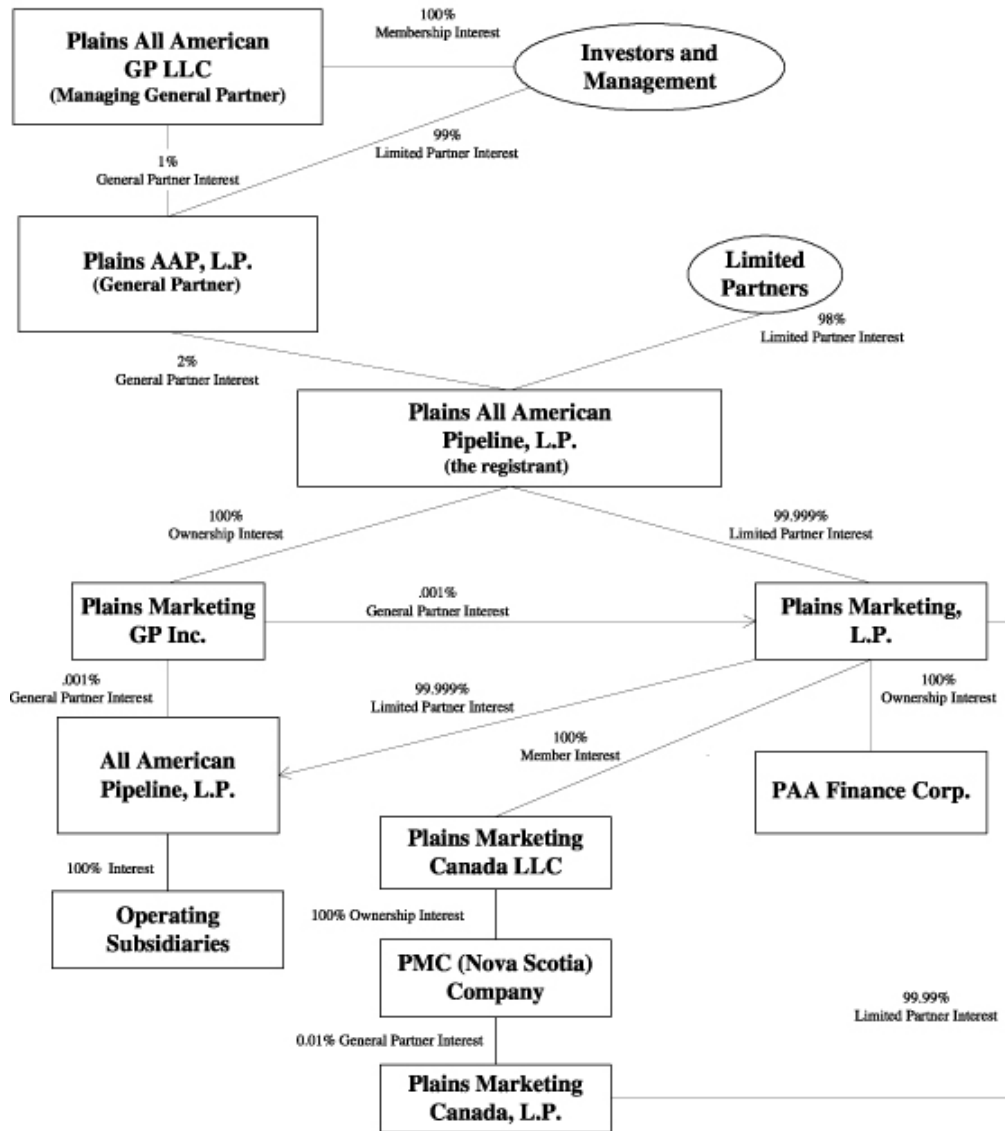 100%
Membership Interest
Plains All American
GP LLC
(Managing General Partner)
Investors and
Management
99%
Limited Partner Interest
1%
General Partner Interest
Plains AAP, L.P.
(General Partner)
Limited
Partners
98%
Limited Partner Interest
2%
General Partner Interest
Plains All American
Pipeline, L.P.
(the registrant)
100%
Ownership Interest
99.999%
Limited Partner Interest
Plains Marketing
GP Inc.
.001%
General Partner Interest
Plains Marketing,
L.P.
.001%
General Partner Interest
99.999%
Limited Partner Interest
100%
Ownership Interest
100%
Member Interest
All American
Pipeline, L.P.
PAA Finance Corp.
Plains Marketing
Canada LLC
100% Interest
Operating
Subsidiaries
100% Ownership Interest
PMC (Nova Scotia)
Company
99.99%
Limited Partner Interest
0.01% General Partner Interest
Plains Marketing
Canada, L.P.